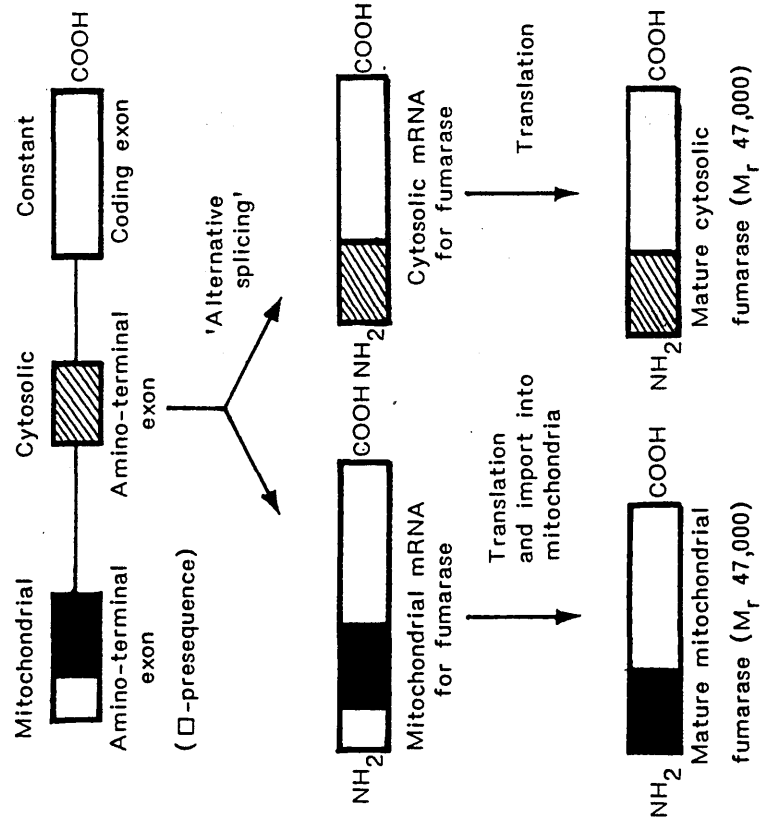 Mitochondrial
Amino-terminal
exon
(□-presequence)
Cytosolic
Amino-terminal
exon
Constant
Coding exon
COOH
'Alternative
splicing'
NH2
COOH
Mitochondrial mRNA
for fumarase
NH2
COOH
Cytosolic mRNA
for fumarase
Translation
and import into
mitochondria
Translation
NH2
COOH
Mature mitochondrial
fumarase (Mr 47,000)
NH2
COOH
Mature cytosolic
fumarase (Mr 47,000)